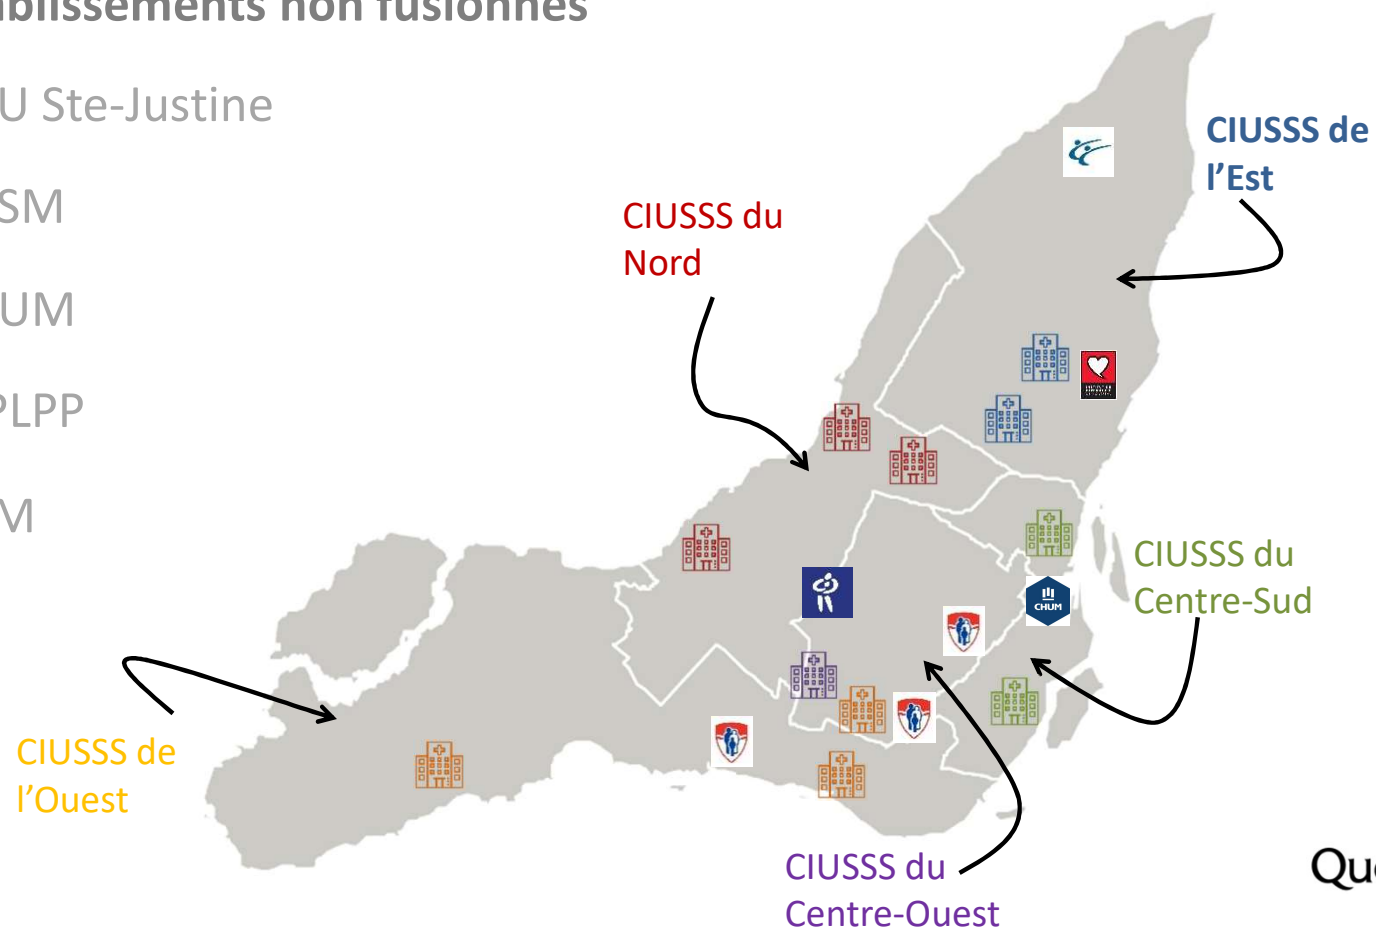 blissements non fusionnés
U Ste-Justine
SM
UM
PLPP
M
CIUSSS de
l'Est
CIUSSS du
Nord
CIUSSS du
Centre-Sud
CHUM
CIUSSS de
l'Ouest
CIUSSS du
Centre-Ouest
Qu